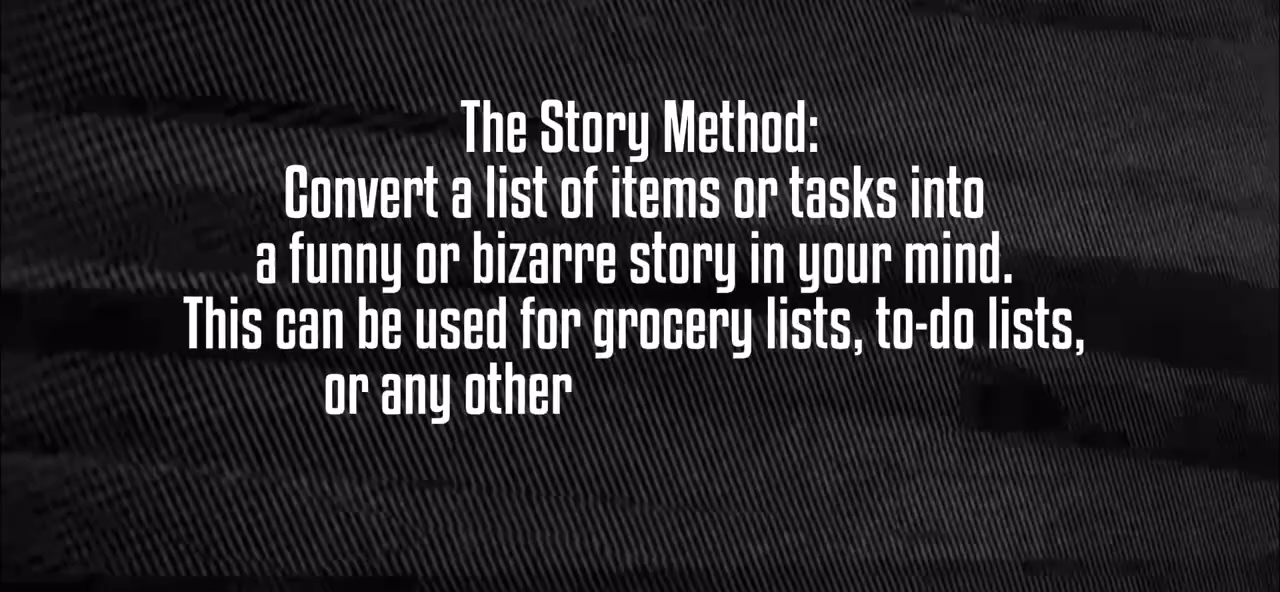 The Story Method:
Convert a list of items or tasks into
a funny or bizarre story in your mind.
This can be used for grocery lists, to-do lists,
or any other